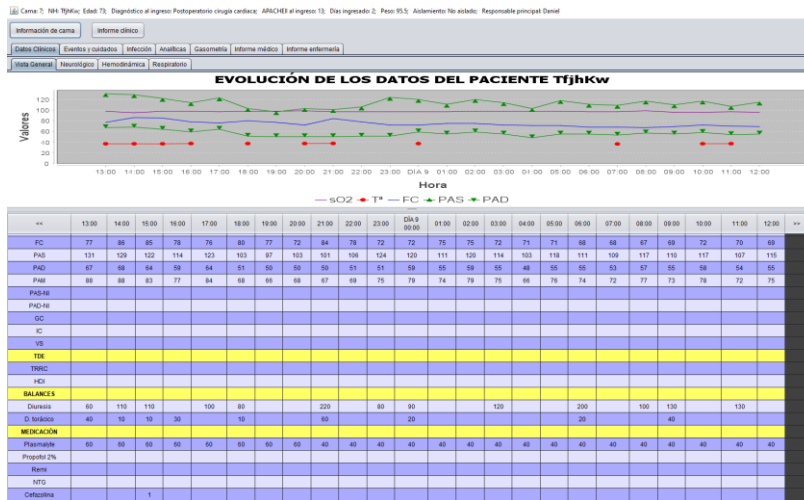 Cama: 7; NHI: TfjhKw; Edad: 73; Diagnóstico al ingreso: Postoperatorio cirugía cardiaca; APACHEII al ingreso: 13; Días ingresado: 2; Peso: 95.5; Aislamiento: No aislado; Responsable principal: Daniel
Información de cama Informe clínico
Datos Clínicos Eventos y cuidados Infección Analíticas Gasometría Informe médico Informe enfermería
Vista General Neurológico Hemodinámica Respiratorio
EVOLUCIÓN DE LOS DATOS DEL PACIENTE TfjhKw
Valores
120
100
80
60
40
20
0
13:00 14:00 15:00 16:00 17:00 18:00 19:00 20:00 21:00 22:00 23:00 DÍA 9 01:00 02:00 03:00 04:00 05:00 06:00 07:00 08:00 09:00 10:00 11:00 12:00
Hora
sO2 Tª FC PAS PAD
<< 13:00 14:00 15:00 16:00 17:00 18:00 19:00 20:00 21:00 22:00 23:00 DÍA 9 00:00 01:00 02:00 03:00 04:00 05:00 06:00 07:00 08:00 09:00 10:00 11:00 12:00 >>
FC 77 86 85 78 76 80 77 72 84 78 72 72 75 75 72 71 71 68 68 67 69 72 70 69
PAS 131 129 122 114 123 103 97 103 101 106 124 120 111 120 114 103 118 111 109 117 110 117 107 115
PAD 67 68 64 59 64 51 50 50 50 51 51 59 55 59 55 48 55 55 53 57 55 58 54 55
PAM 88 88 83 77 84 68 66 68 67 69 75 79 74 79 75 66 76 74 72 77 73 78 72 75
PAS-NI
PAD-NI
GC
IC
VS
TDE
TRRC
HDI
BALANCES
Diuresis 60 110 110 100 80 220 80 90 120 200 100 130 130
D. torácico 40 10 10 30 10 60 20 20 40
MEDICACIÓN
Plasmalyte 60 60 60 60 60 60 60 60 40 40 40 40 40 40 40 40 40 40 40 40 40 40 40 40
Propofol 2%
Remi
NTG
Cefazolina 1